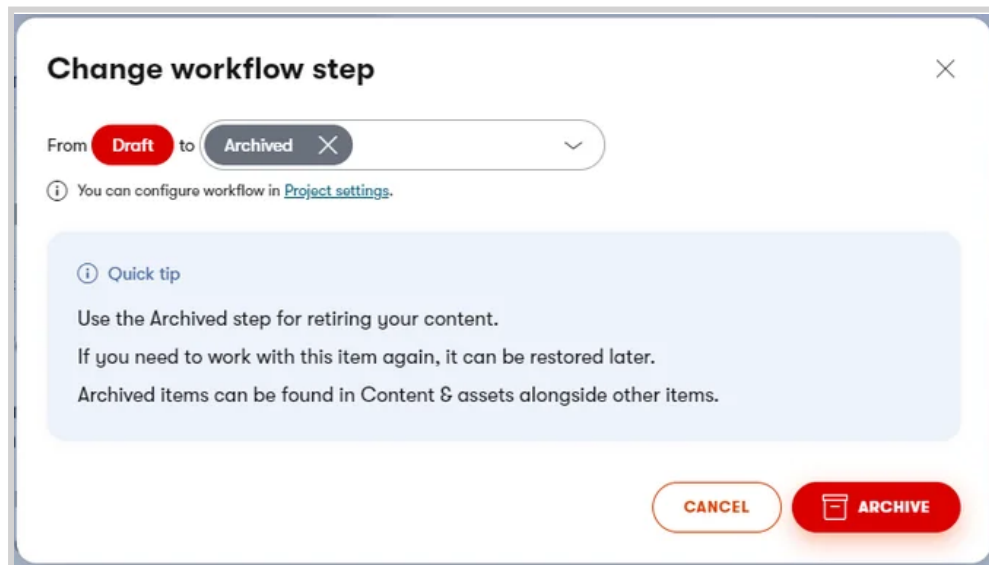 Change workflow step
From Draft to Archived
You can configure workflow in Project settings.
Quick tip
Use the Archived step for retiring your content.
If you need to work with this item again, it can be restored later.
Archived items can be found in Content & assets alongside other items.
CANCEL ARCHIVE